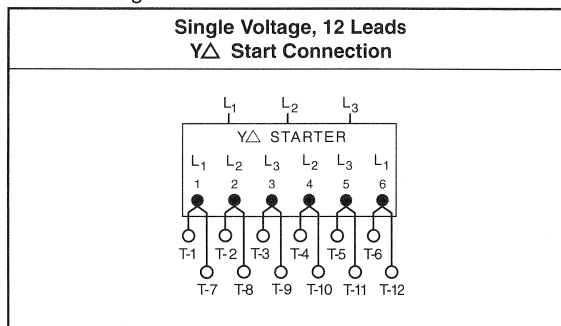 Single Voltage, 12 Leads
Y△ Start Connection
L1 L2 L3
Y△ STARTER
L1 L2 L3 L2 L3 L1
1 2 3 4 5 6
T-1 T-2 T-3 T-4 T-5 T-6
T-7 T-8 T-9 T-10 T-11 T-12